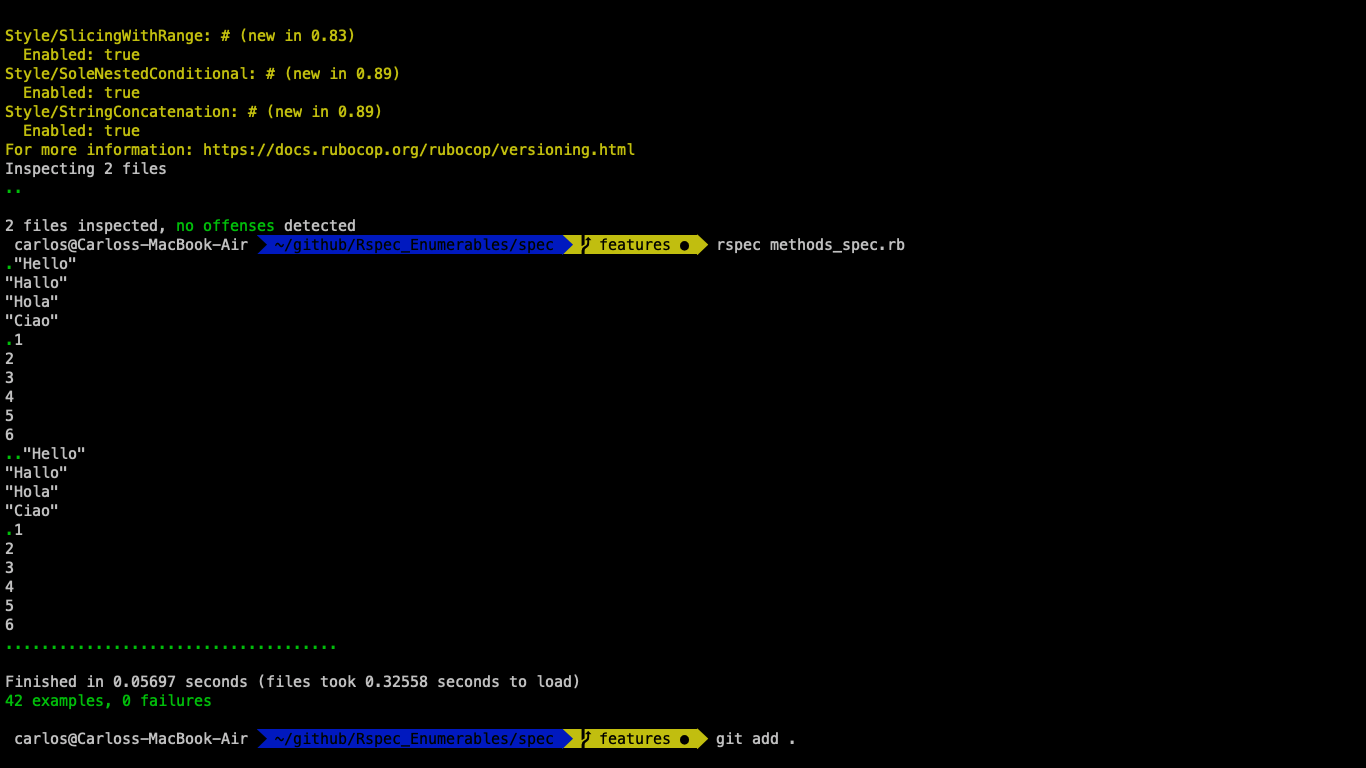 Style/SlicingWithRange: # (new in 0.83)
  Enabled: true
Style/SoleNestedConditional: # (new in 0.89)
  Enabled: true
Style/StringConcatenation: # (new in 0.89)
  Enabled: true
For more information: https://docs.rubocop.org/rubocop/versioning.html
Inspecting 2 files
..
2 files inspected, no offenses detected
carlos@Carloss-MacBook-Air ~/github/Rspec_Enumerables/spec features ● rspec methods_spec.rb
."Hello"
"Hallo"
"Hola"
"Ciao"
.1
2
3
4
5
6
.."Hello"
"Hallo"
"Hola"
"Ciao"
.1
2
3
4
5
6
.....................................
Finished in 0.05697 seconds (files took 0.32558 seconds to load)
42 examples, 0 failures
carlos@Carloss-MacBook-Air ~/github/Rspec_Enumerables/spec features ● git add .